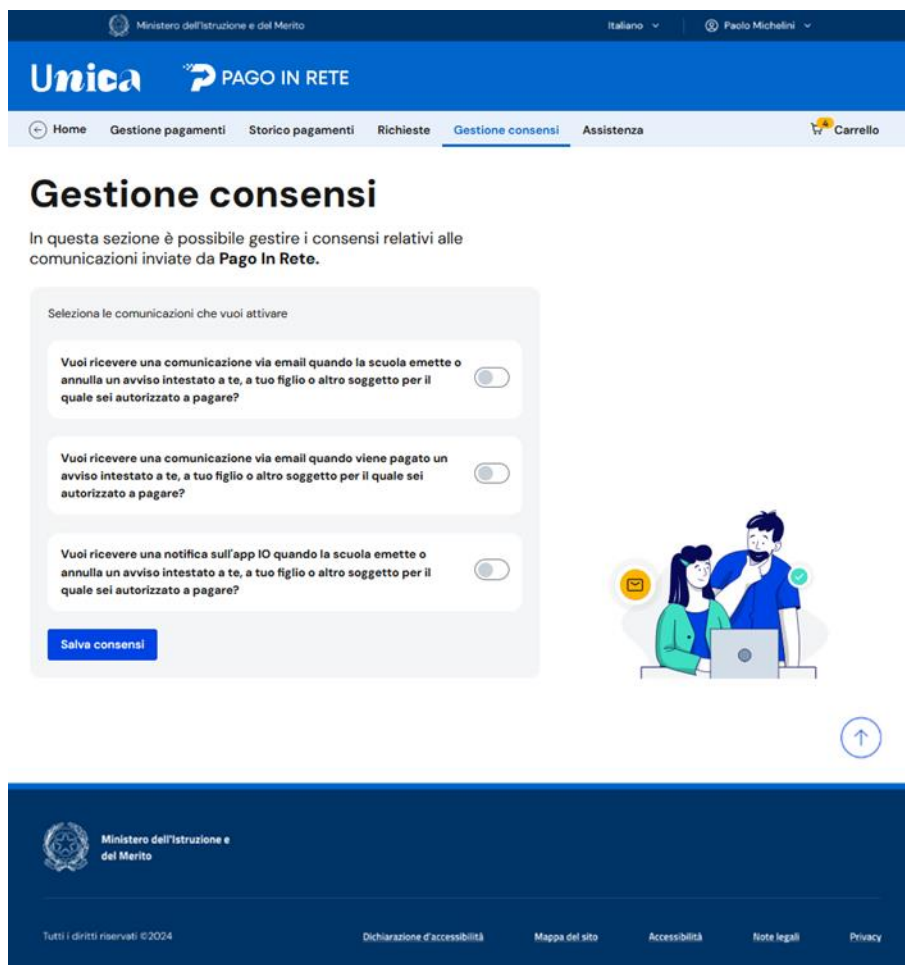 Ministero dell'Istruzione e del Merito
Italiano
Paolo Michelini
Unica
PAGO IN RETE
Home
Gestione pagamenti
Storico pagamenti
Richieste
Gestione consensi
Assistenza
4
Carrello
Gestione consensi
In questa sezione è possibile gestire i consensi relativi alle
comunicazioni inviate da Pago In Rete.
Seleziona le comunicazioni che vuoi attivare
Vuoi ricevere una comunicazione via email quando la scuola emette o
annulla un avviso intestato a te, a tuo figlio o altro soggetto per il
quale sei autorizzato a pagare?
Vuoi ricevere una comunicazione via email quando viene pagato un
avviso intestato a te, a tuo figlio o altro soggetto per il quale sei
autorizzato a pagare?
Vuoi ricevere una notifica sull'app IO quando la scuola emette o
annulla un avviso intestato a te, a tuo figlio o altro soggetto per il
quale sei autorizzato a pagare?
Salva consensi
Ministero dell'Istruzione e
del Merito
Tutti i diritti riservati ©2024
Dichiarazione d'accessibilità
Mappa del sito
Accessibilità
Note legali
Privacy